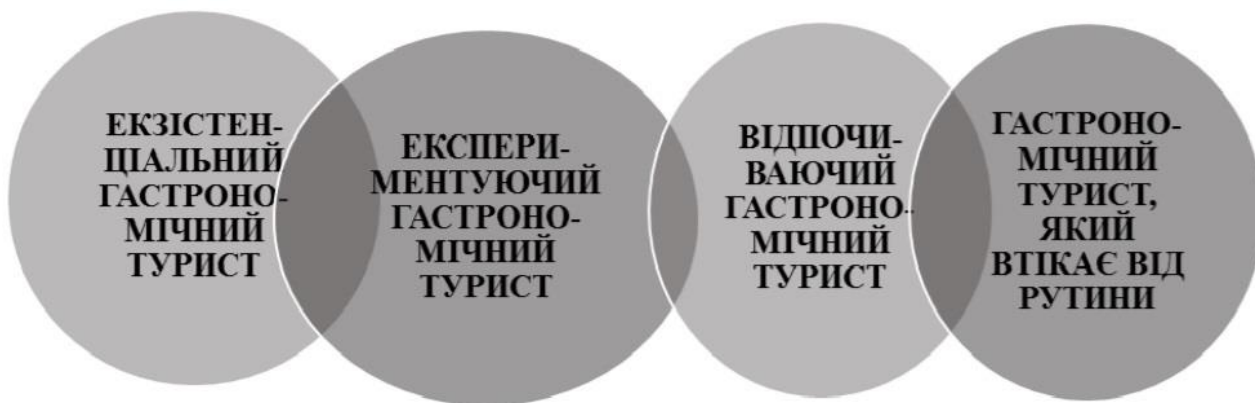 ЕКЗІСТЕН-
ЦІАЛЬНИЙ
ГАСТРОНО-
МІЧНИЙ
ТУРИСТ
ЕКСПЕРИ-
МЕНТУЮЧИЙ
ГАСТРОНО-
МІЧНИЙ
ТУРИСТ
ВІДПОЧИ-
ВАЮЧИЙ
ГАСТРОНО-
МІЧНИЙ
ТУРИСТ
ГАСТРОНО-
МІЧНИЙ
ТУРИСТ,
ЯКИЙ
ВТІКАЄ ВІД
РУТИНИ